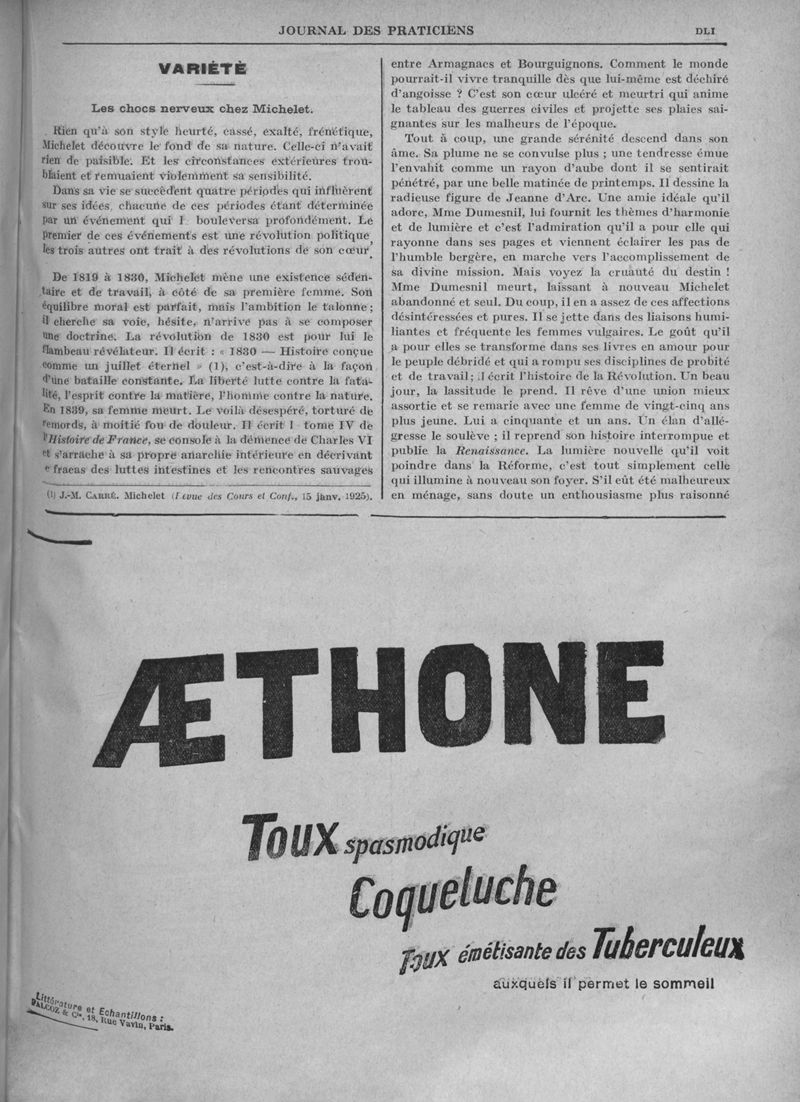 JOURNAL DES PRATICIENS
DLI
VARIÉTÉ
Les chocs nerveux chez Michelet.
Rien qu'à son style heurté, cassé, exalté, frénétique,
Michelet découvre le fond de sa nature. Celle-ci n'avait
rien de paisible. Et les circonstances extérieures trou-
blaient et remuaient violemment sa sensibilité.
Dans sa vie se succèdent quatre périodes qui influèrent
sur ses idées, chacune de ces périodes étant déterminée
par un événement qui l bouleversa profondément. Le
premier de ces événements est une révolution politique
les trois autres ont trait à des révolutions de son cœur.
De 1819 à 1830, Michelet mène une existence séden-
taire et de travail, à côté de sa première femme. Son
équilibre moral est parfait, mais l'ambition le talonne ;
il cherche sa voie, hésite, n'arrive pas à se composer
une doctrine. La révolution de 1830 est pour lui le
flambeau révélateur. Il écrit : « 1830 — Histoire conçue
comme un juillet éternel » (1), c'est-à-dire à la façon
d'une bataille constante. La liberté lutte contre la fata-
lité, l'esprit contre la matière, l'homme contre la nature.
En 1839, sa femme meurt. Le voilà désespéré, torturé de
remords, à moitié fou de douleur. Il écrit l tome IV de
l'Histoire de France, se console à la démence de Charles VI
et s'arrache à sa propre anarchie intérieure en décrivant
e fracas des luttes intestines et les rencontres sauvages
(1) J.-M. CARRÉ. Michelet (Revue des Cours et Conf., 15 janv. 1925).
entre Armagnacs et Bourguignons. Comment le monde
pourrait-il vivre tranquille dès que lui-même est déchiré
d'angoisse ? C'est son cœur ulcéré et meurtri qui anime
le tableau des guerres civiles et projette ses plaies sai-
gnantes sur les malheurs de l'époque.
Tout à coup, une grande sérénité descend dans son
âme. Sa plume ne se convulse plus ; une tendresse émue
l'envahit comme un rayon d'aube dont il se sentirait
pénétré, par une belle matinée de printemps. Il dessine la
radieuse figure de Jeanne d'Arc. Une amie idéale qu'il
adore, Mme Dumesnil, lui fournit les thèmes d'harmonie
et de lumière et c'est l'admiration qu'il a pour elle qui
rayonne dans ses pages et viennent éclairer les pas de
l'humble bergère, en marche vers l'accomplissement de
sa divine mission. Mais voyez la cruauté du destin !
Mme Dumesnil meurt, laissant à nouveau Michelet
abandonné et seul. Du coup, il en a assez de ces affections
désintéressées et pures. Il se jette dans des liaisons humi-
liantes et fréquente les femmes vulgaires. Le goût qu'il
a pour elles se transforme dans ses livres en amour pour
le peuple débridé et qui a rompu ses disciplines de probité
et de travail ; il écrit l'histoire de la Révolution. Un beau
jour, la lassitude le prend. Il rêve d'une union mieux
assortie et se remarie avec une femme de vingt-cinq ans
plus jeune. Lui a cinquante et un ans. Un élan d'allé-
gresse le soulève ; il reprend son histoire interrompue et
publie la Renaissance. La lumière nouvelle qu'il voit
poindre dans la Réforme, c'est tout simplement celle
qui illumine à nouveau son foyer. S'il eût été malheureux
en ménage, sans doute un enthousiasme plus raisonné
ÆTHONE
Toux spasmodique
Coqueluche
Toux émétisante des Tuberculeux
auxquels il permet le sommeil
Littérature et Echantillons :
FALCOZ & Cie, 18, Rue Vavin, Paris.